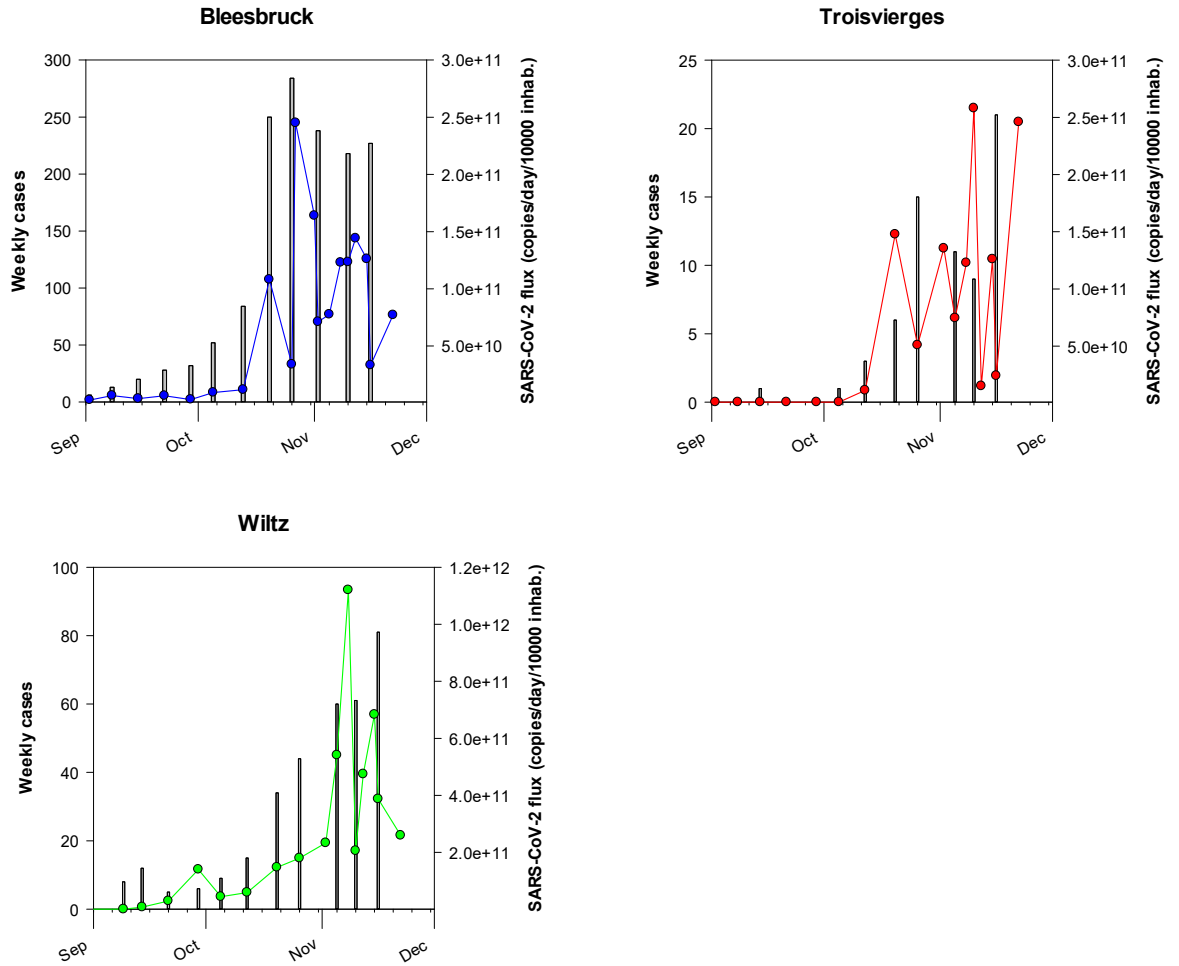 Bleesbruck
300
250
200
150
100
50
0
Weekly cases
3.0e+11
2.5e+11
2.0e+11
1.5e+11
1.0e+11
5.0e+10
SARS-CoV-2 flux (copies/day/10000 inhab.)
Sep
Oct
Nov
Dec
Troisvierges
25
20
15
10
5
0
Weekly cases
3.0e+11
2.5e+11
2.0e+11
1.5e+11
1.0e+11
5.0e+10
SARS-CoV-2 flux (copies/day/10000 inhab.)
Sep
Oct
Nov
Dec
Wiltz
100
80
60
40
20
0
Weekly cases
1.2e+12
1.0e+12
8.0e+11
6.0e+11
4.0e+11
2.0e+11
SARS-CoV-2 flux (copies/day/10000 inhab.)
Sep
Oct
Nov
Dec